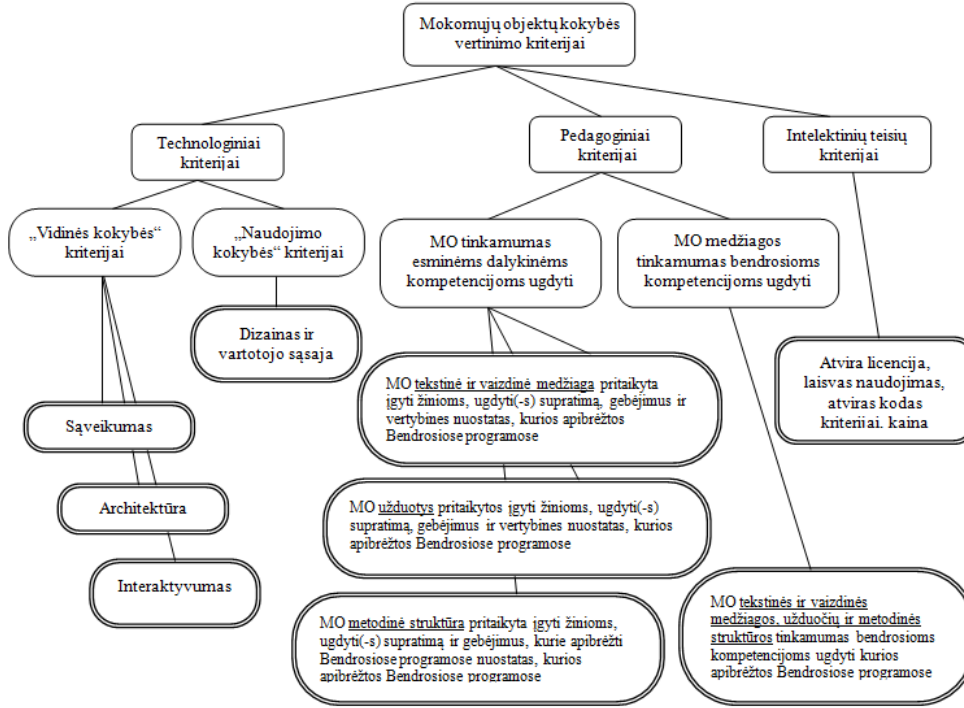 Mokomųjų objektų kokybės
vertinimo kriterijai
Technologiniai
kriterijai
Pedagoginiai
kriterijai
Intelektinių teisių
kriterijai
„Vidinės kokybės“
kriterijai
„Naudojimo
kokybės“ kriterijai
MO tinkamumas
esminėms dalykinėms
kompetencijoms ugdyti
MO medžiagos
tinkamumas bendrosioms
kompetencijoms ugdyti
Dizainas ir
vartotojo sąsaja
Atvira licencija,
laisvas naudojimas,
atviras kodas
kriterijai. kaina
MO tekstinė ir vaizdinė medžiaga pritaikyta
įgyti žinioms, ugdyti(-s) supratimą, gebėjimus ir
vertybines nuostatas, kurios apibrėžtos
Bendrosiose programose
Sąveikumas
Architektūra
Interaktyvumas
MO užduotys pritaikytos įgyti žinioms, ugdyti(-s)
supratimą, gebėjimus ir vertybines nuostatas, kurios
apibrėžtos Bendrosiose programose
MO metodinė struktūra pritaikyta įgyti žinioms,
ugdyti(-s) supratimą ir gebėjimus, kurie apibrėžti
Bendrosiose programose nuostatas, kurios
apibrėžtos Bendrosiose programose
MO tekstinės ir vaizdinės
medžiagos, užduočių ir metodinės
struktūros tinkamumas bendrosioms
kompetencijoms ugdyti kurios
apibrėžtos Bendrosiose programose